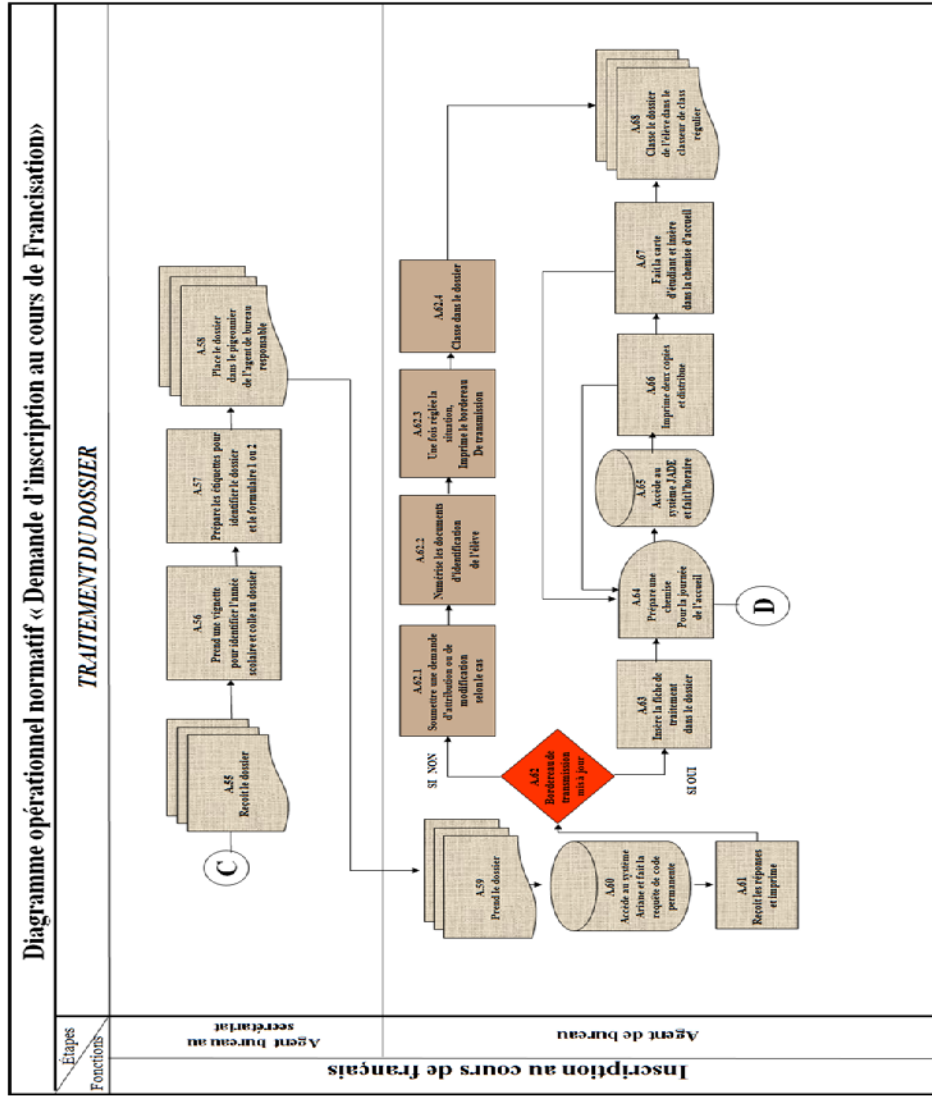 Diagramme opérationnel normatif « Demande d'inscription au cours de Francisation»
Étapes
Fonctions
TRAITEMENT DU DOSSIER
Inscription au cours de français
Agent bureau au
secrétariat
C
A.55
Reçoit le dossier
A.56
Prend une vignette
pour identifier l'année
scolaire et colle au dossier
A.57
Prépare les étiquettes pour
identifier le dossier
et le formulaire 1 ou 2
A.58
Place le dossier
dans le pigeonnier
de l'agent de bureau
responsable
Agent de bureau
A.59
Prend le dossier
A.60
Accède au système
Ariane et fait la
requête de code
permanente
A.61
Reçoit les réponses
et imprime
A.62
Bordereau de
transmission
mis à jour
SI NON
A.62.1
Soumettre une demande
d'attribution ou de
modification
selon le cas
A.62.2
Numérise les documents
d'identification
de l'élève
A.62.3
Une fois réglée la
situation,
Imprime le bordereau
De transmission
A.62.4
Classe dans le dossier
SI OUI
A.63
Insère la fiche de
traitement
dans le dossier
A.64
Prépare une
chemise
Pour la journée
de l'accueil
D
A.65
Accède au
système JADE
et fait l'horaire
A.66
Imprime deux copies
et distribue
A.67
Fait la carte
d'étudiant et insère
dans la chemise d'accueil
A.68
Classe le dossier
de l'élève dans le
classeur de class
régulier